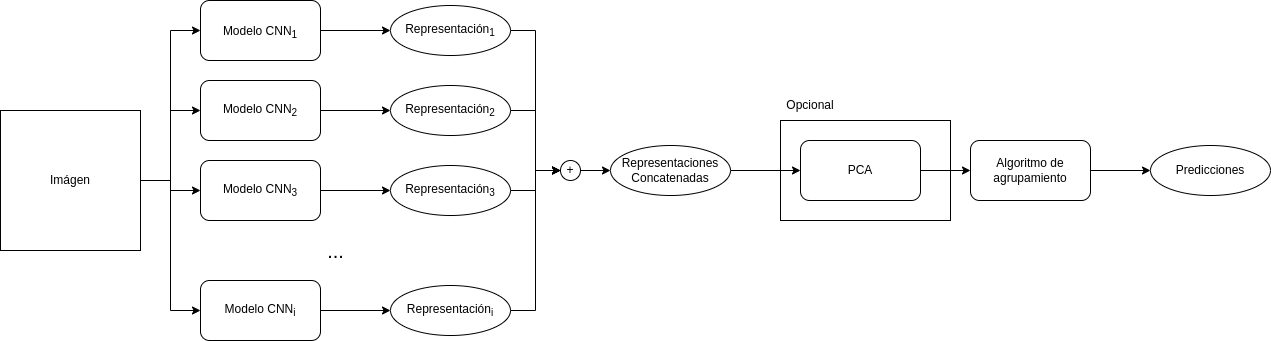 Imágen
Modelo CNN1
Representación1
Modelo CNN2
Representación2
Modelo CNN3
Representación3
...
Modelo CNNi
Representacióni
+
Representaciones
Concatenadas
Opcional
PCA
Algoritmo de
agrupamiento
Predicciones